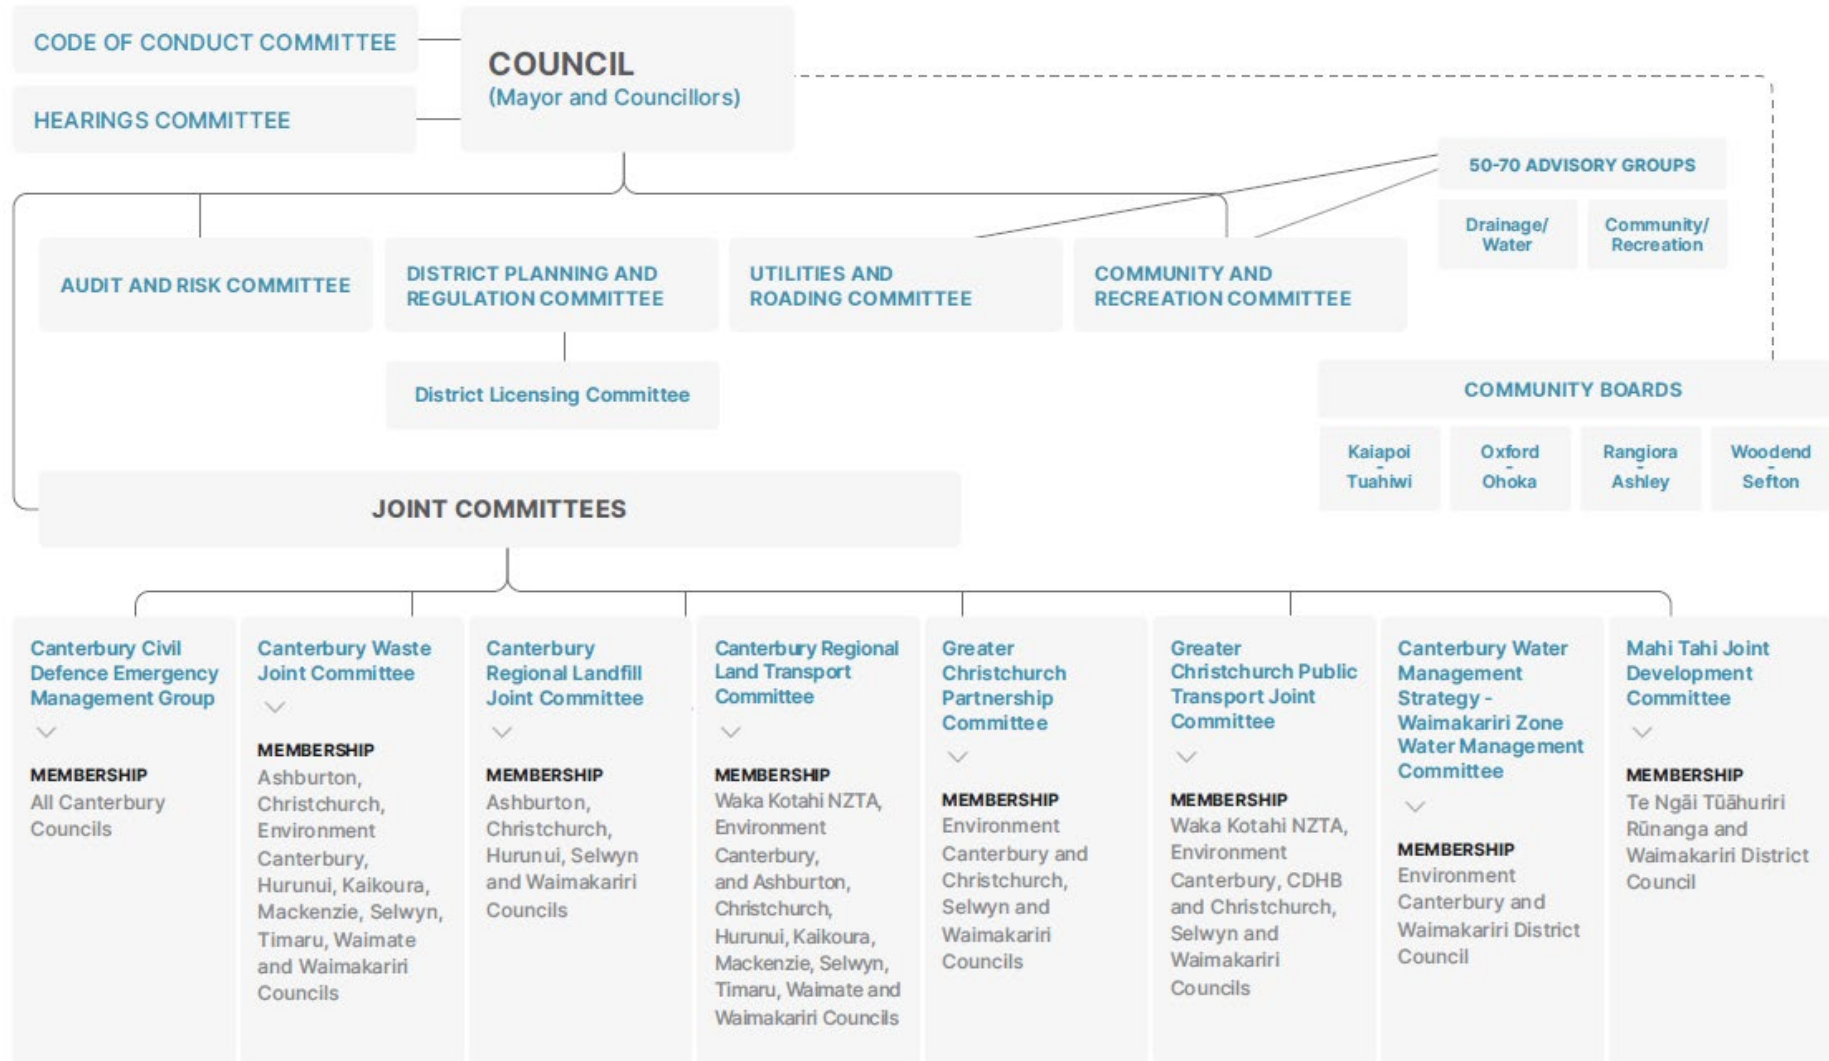 CODE OF CONDUCT COMMITTEE
HEARINGS COMMITTEE
COUNCIL
(Mayor and Councillors)
50-70 ADVISORY GROUPS
Drainage/
Water
Community/
Recreation
AUDIT AND RISK COMMITTEE
DISTRICT PLANNING AND
REGULATION COMMITTEE
UTILITIES AND
ROADING COMMITTEE
COMMUNITY AND
RECREATION COMMITTEE
District Licensing Committee
COMMUNITY BOARDS
Kaiapoi
-
Tuahiwi
Oxford
-
Ohoka
Rangiora
-
Ashley
Woodend
-
Sefton
JOINT COMMITTEES
Canterbury Civil
Defence Emergency
Management Group
MEMBERSHIP
All Canterbury
Councils
Canterbury Waste
Joint Committee
MEMBERSHIP
Ashburton,
Christchurch,
Environment
Canterbury,
Hurunui, Kaikoura,
Mackenzie, Selwyn,
Timaru, Waimate
and Waimakariri
Councils
Canterbury
Regional Landfill
Joint Committee
MEMBERSHIP
Ashburton,
Christchurch,
Hurunui, Selwyn
and Waimakariri
Councils
Canterbury Regional
Land Transport
Committee
MEMBERSHIP
Waka Kotahi NZTA,
Environment
Canterbury,
and Ashburton,
Christchurch,
Hurunui, Kaikoura,
Mackenzie, Selwyn,
Timaru, Waimate and
Waimakariri Councils
Greater
Christchurch
Partnership
Committee
MEMBERSHIP
Environment
Canterbury and
Christchurch,
Selwyn and
Waimakariri
Councils
Greater
Christchurch Public
Transport Joint
Committee
MEMBERSHIP
Waka Kotahi NZTA,
Environment
Canterbury, CDHB
and Christchurch,
Selwyn and
Waimakariri
Councils
Canterbury Water
Management
Strategy -
Waimakariri Zone
Water Management
Committee
MEMBERSHIP
Environment
Canterbury and
Waimakariri District
Council
Mahi Tahi Joint
Development
Committee
MEMBERSHIP
Te Ngāi Tūāhuriri
Rūnanga and
Waimakariri District
Council